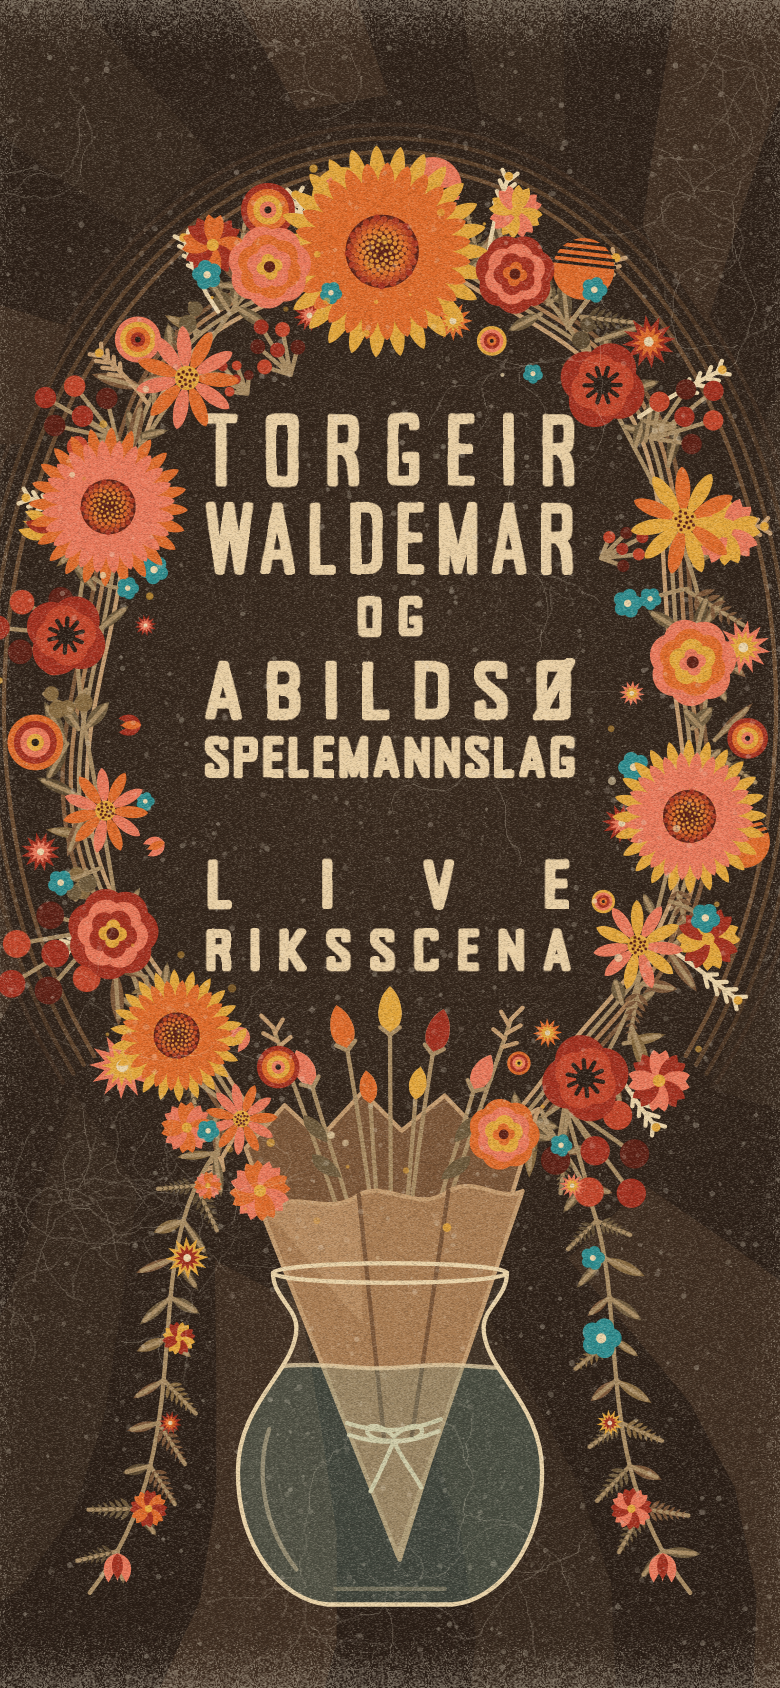 TORGEIR
WALDEMAR
OG
ABILDSØ
SPELEMANNSLAG
LIVE
RIKSSCENA